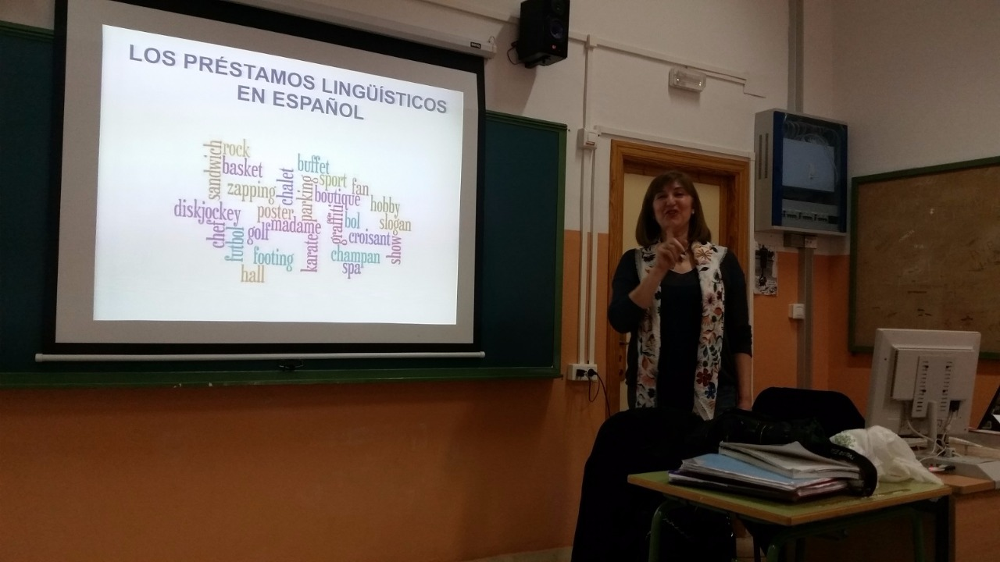 LOS PRÉSTAMOS LINGÜÍSTICOS
EN ESPAÑOL
sandwich
rock
basket
zapping
chalet
buffet
parking
sport
fan
boutique
hobby
diskjockey
poster
madame
graffiti
bol
slogan
chef
futbol
golf
karate
croisant
show
footing
champan
hall
spa